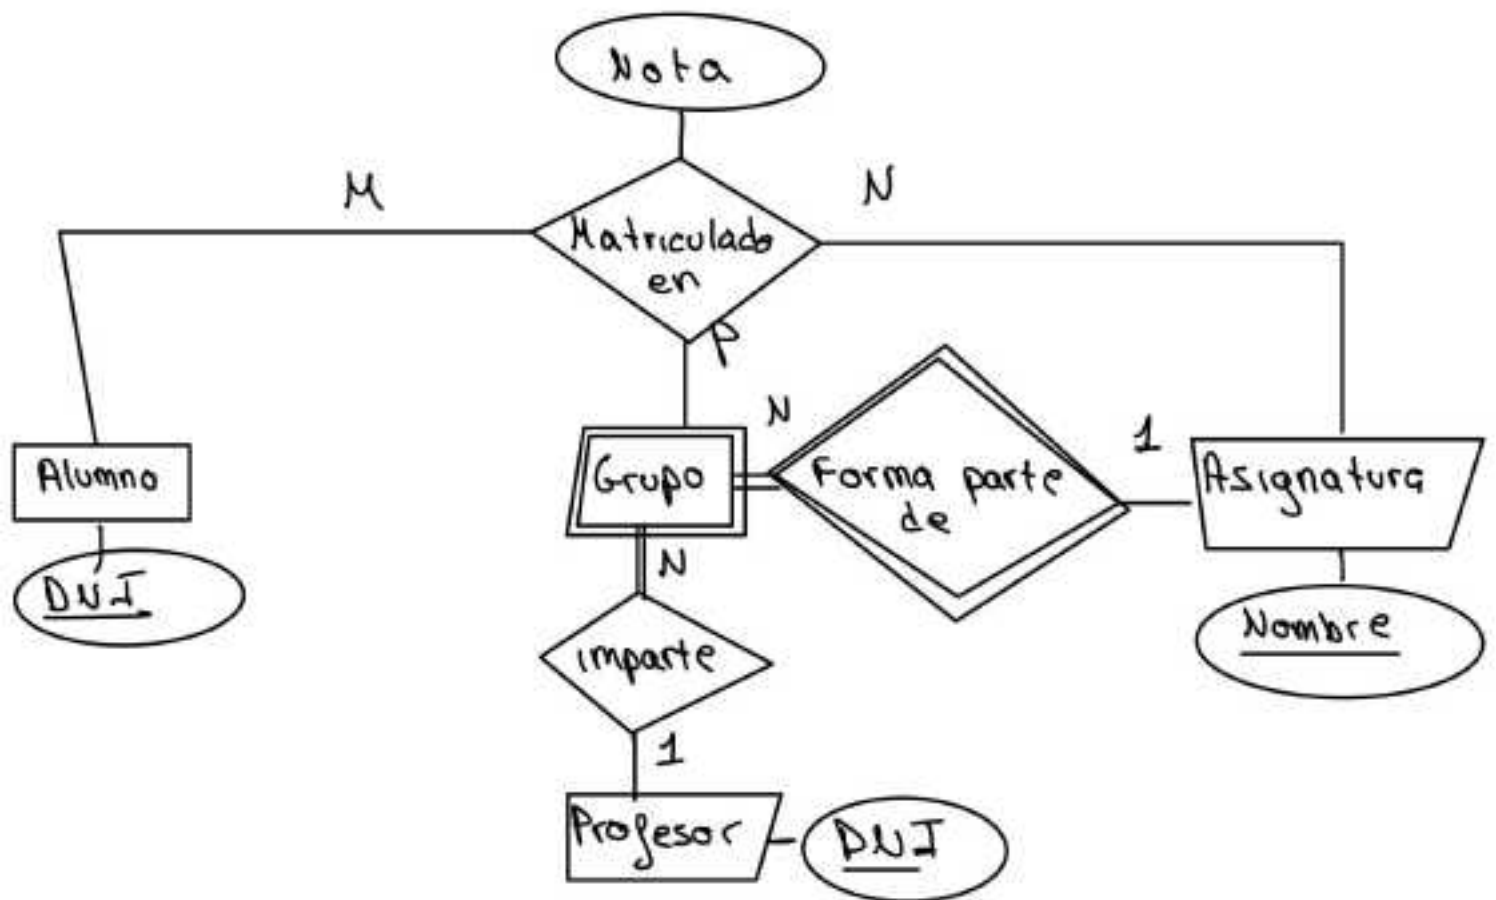 Nota
M
N
Matriculado
en
P
N
1
Alumno
Grupo
Forma parte
de
Asignatura
DNI
N
Nombre
imparte
1
Profesor
DNI